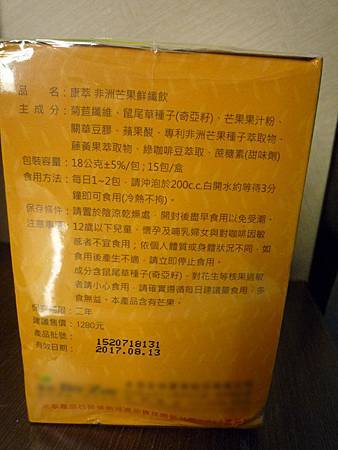 品　名：康萃 非洲芒果鮮纖飲
主 成 分：菊苣纖維、鼠尾草種子(奇亞籽)、芒果果汁粉、
關華豆膠、蘋果酸、專利非洲芒果種子萃取物、
藤黃果萃取物、綠咖啡豆萃取、蔗糖素(甜味劑)
包裝容量：18公克±5%/包；15包/盒
食用方法：每日1~2包，請沖泡於200c.c.白開水約等待3分
鐘即可食用(冷熱不拘)。
保存條件：請置於陰涼乾燥處，開封後盡早食用以免受潮。
注意事項：12歲以下兒童、懷孕及哺乳婦女與對咖啡因敏
感者不宜食用；依個人體質或身體狀況不同，如
食用後產生不適，請立即停止食用。
成分含鼠尾草種子(奇亞籽)，對花生等核果過敏
者請小心食用，請確實遵循每日建議量食用，多
食無益。本產品含有芒果。
保存期限：二年
建議售價：1280元
產品批號：1520718131
有效日期：2017.08.13